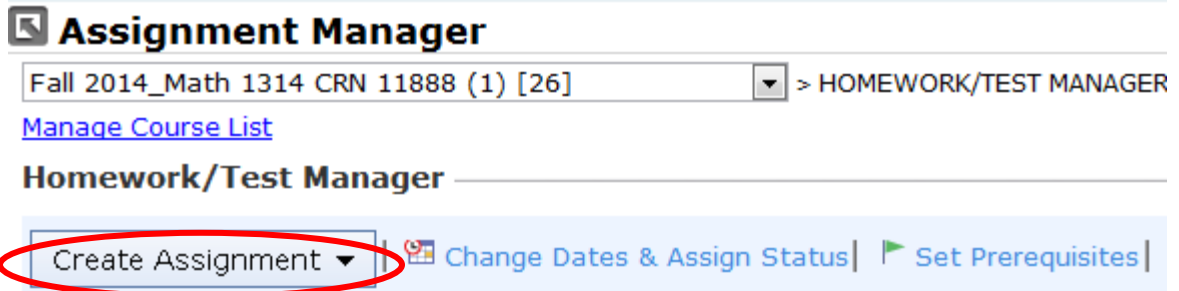 Assignment Manager
Fall 2014_Math 1314 CRN 11888 (1) [26] > HOMEWORK/TEST MANAGER
Manage Course List
Homework/Test Manager
Create Assignment | Change Dates & Assign Status| Set Prerequisites|